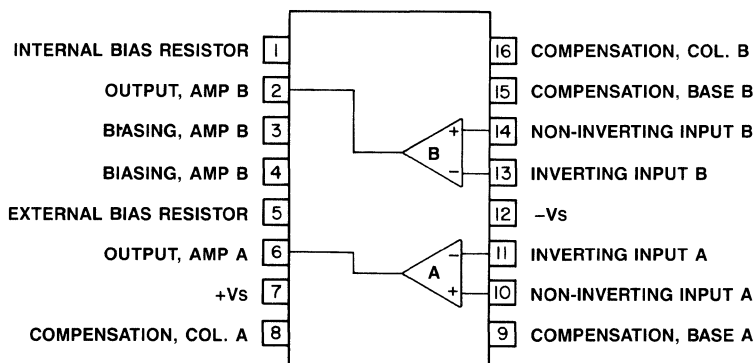 INTERNAL BIAS RESISTOR 1
16 COMPENSATION, COL. B
OUTPUT, AMP B 2
15 COMPENSATION, BASE B
BIASING, AMP B 3
+ 14 NON-INVERTING INPUT B
B
BIASING, AMP B 4
− 13 INVERTING INPUT B
EXTERNAL BIAS RESISTOR 5
12 −Vs
OUTPUT, AMP A 6
− 11 INVERTING INPUT A
A
+Vs 7
+ 10 NON-INVERTING INPUT A
COMPENSATION, COL. A 8
9 COMPENSATION, BASE A